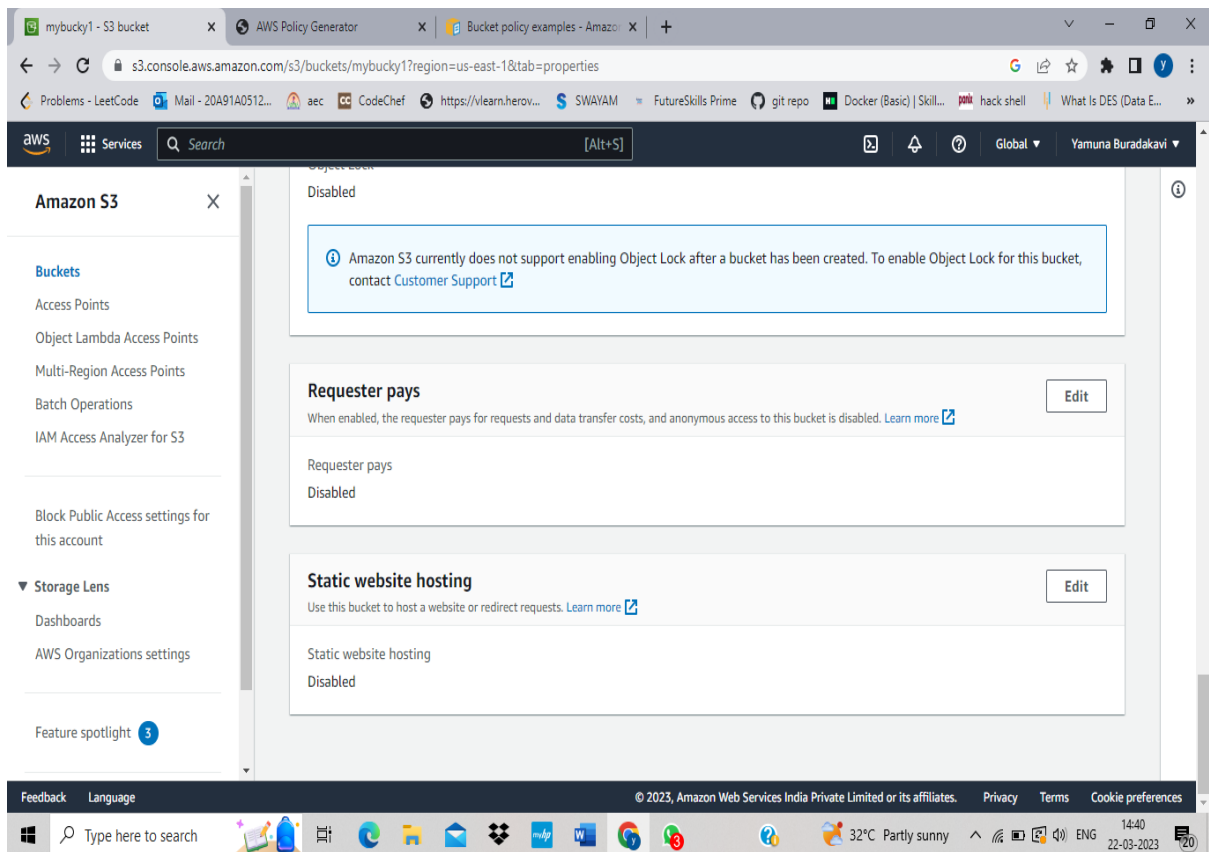 mybucky1 - S3 bucket
AWS Policy Generator
Bucket policy examples - Amazo
s3.console.aws.amazon.com/s3/buckets/mybucky1?region=us-east-1&tab=properties
G
y
Problems - LeetCode
Mail - 20A91A0512...
aec
CC CodeChef
https://vlearn.herov...
S SWAYAM
FutureSkills Prime
git repo
Docker (Basic) | Skill...
hack shell
What Is DES (Data E...
»
aws
Services
Search
[Alt+S]
Global
Yamuna Buradakavi
Amazon S3
Buckets
Access Points
Object Lambda Access Points
Multi-Region Access Points
Batch Operations
IAM Access Analyzer for S3
Block Public Access settings for
this account
Storage Lens
Dashboards
AWS Organizations settings
Feature spotlight 3
Object Lock
Disabled
Amazon S3 currently does not support enabling Object Lock after a bucket has been created. To enable Object Lock for this bucket,
contact Customer Support
Requester pays
Edit
When enabled, the requester pays for requests and data transfer costs, and anonymous access to this bucket is disabled. Learn more
Requester pays
Disabled
Static website hosting
Edit
Use this bucket to host a website or redirect requests. Learn more
Static website hosting
Disabled
Feedback
Language
© 2023, Amazon Web Services India Private Limited or its affiliates.
Privacy
Terms
Cookie preferences
Type here to search
myhp
W
y
3
32°C Partly sunny
ENG
14:40
22-03-2023
20